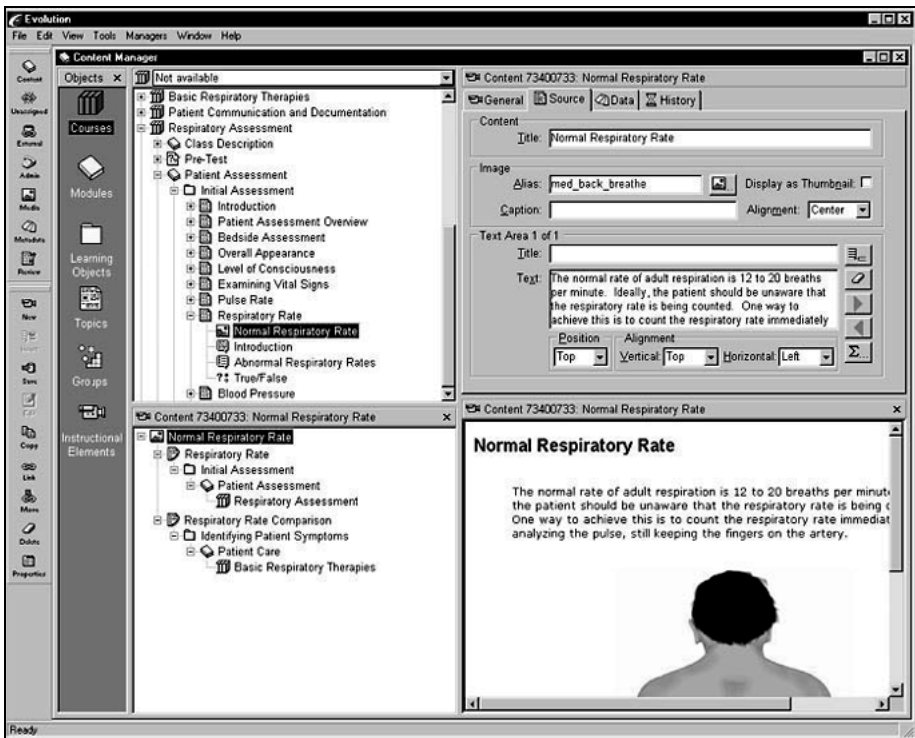 Evolution
File Edit View Tools Managers Window Help
Content Manager
Content
Unassigned
External
Admin
Media
Metadata
Review
New
Save
Edit
Copy
Link
Move
Delete
Properties
Objects
Courses
Modules
Learning
Objects
Topics
Groups
Instructional
Elements
Not available
Basic Respiratory Therapies
Patient Communication and Documentation
Respiratory Assessment
Class Description
Pre-Test
Patient Assessment
Initial Assessment
Introduction
Patient Assessment Overview
Bedside Assessment
Overall Appearance
Level of Consciousness
Examining Vital Signs
Pulse Rate
Respiratory Rate
Normal Respiratory Rate
Introduction
Abnormal Respiratory Rates
True/False
Blood Pressure
Content 73400733: Normal Respiratory Rate
General Source Data History
Content
Title: Normal Respiratory Rate
Image
Alias: med_back_breathe Display as Thumbnail:
Caption: Alignment: Center
Text Area 1 of 1
Title:
Text: The normal rate of adult respiration is 12 to 20 breaths
per minute. Ideally, the patient should be unaware that
the respiratory rate is being counted. One way to
achieve this is to count the respiratory rate immediately
Position Alignment
Top Vertical: Top Horizontal: Left Σ...
Content 73400733: Normal Respiratory Rate
Normal Respiratory Rate
Respiratory Rate
Initial Assessment
Patient Assessment
Respiratory Assessment
Respiratory Rate Comparison
Identifying Patient Symptoms
Patient Care
Basic Respiratory Therapies
Content 73400733: Normal Respiratory Rate
Normal Respiratory Rate
The normal rate of adult respiration is 12 to 20 breaths per minut
the patient should be unaware that the respiratory rate is being
One way to achieve this is to count the respiratory rate immediat
analyzing the pulse, still keeping the fingers on the artery.
Ready